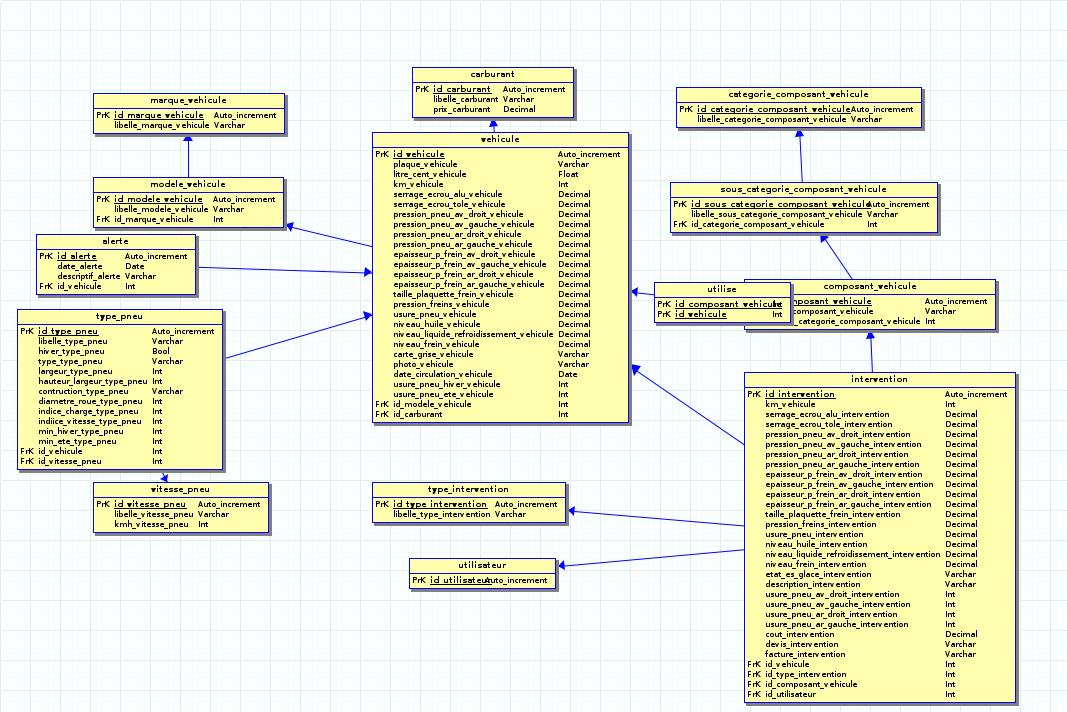 carburant
PrK id_carburant Auto_increment
libelle_carburant Varchar
prix_carburant Decimal
marque_vehicule
PrK id_marque_vehicule Auto_increment
libelle_marque_vehicule Varchar
categorie_composant_vehicule
PrK id_categorie_composant_vehicule Auto_increment
libelle_categorie_composant_vehicule Varchar
vehicule
PrK id_vehicule Auto_increment
plaque_vehicule Varchar
litre_cent_vehicule Float
km_vehicule Int
serrage_ecrou_alu_vehicule Decimal
serrage_ecrou_tole_vehicule Decimal
pression_pneu_av_droit_vehicule Decimal
pression_pneu_av_gauche_vehicule Decimal
pression_pneu_ar_droit_vehicule Decimal
pression_pneu_ar_gauche_vehicule Decimal
epaisseur_p_frein_av_droit_vehicule Decimal
epaisseur_p_frein_av_gauche_vehicule Decimal
epaisseur_p_frein_ar_droit_vehicule Decimal
epaisseur_p_frein_ar_gauche_vehicule Decimal
taille_plaquette_frein_vehicule Decimal
pression_freins_vehicule Decimal
usure_pneu_vehicule Decimal
niveau_huile_vehicule Decimal
niveau_liquide_refroidissement_vehicule Decimal
niveau_frein_vehicule Decimal
carte_grise_vehicule Varchar
photo_vehicule Varchar
date_circulation_vehicule Date
usure_pneu_hiver_vehicule Int
usure_pneu_ete_vehicule Int
FrK id_modele_vehicule Int
FrK id_carburant Int
modele_vehicule
PrK id_modele_vehicule Auto_increment
libelle_modele_vehicule Varchar
FrK id_marque_vehicule Int
sous_categorie_composant_vehicule
PrK id_sous_categorie_composant_vehicule Auto_increment
libelle_sous_categorie_composant_vehicule Varchar
FrK id_categorie_composant_vehicule Int
alerte
PrK id_alerte Auto_increment
date_alerte Date
descriptif_alerte Varchar
FrK id_vehicule Int
utilise
PrK id_composant_vehicule Int
PrK id_vehicule Int
composant_vehicule
mposant_vehicule Auto_increment
composant_vehicule Varchar
_categorie_composant_vehicule Int
type_pneu
PrK id_type_pneu Auto_increment
libelle_type_pneu Varchar
hiver_type_pneu Bool
type_type_pneu Varchar
largeur_type_pneu Int
hauteur_largeur_type_pneu Int
contruction_type_pneu Varchar
diametre_roue_type_pneu Int
indice_charge_type_pneu Int
indiice_vitesse_type_pneu Int
min_hiver_type_pneu Int
min_ete_type_pneu Int
FrK id_vehicule Int
FrK id_vitesse_pneu Int
intervention
PrK id_intervention Auto_increment
km_vehicule Int
serrage_ecrou_alu_intervention Decimal
serrage_ecrou_tole_intervention Decimal
pression_pneu_av_droit_intervention Decimal
pression_pneu_av_gauche_intervention Decimal
pression_pneu_ar_droit_intervention Decimal
pression_pneu_ar_gauche_intervention Decimal
epaisseur_p_frein_av_droit_intervention Decimal
epaisseur_p_frein_av_gauche_intervention Decimal
epaisseur_p_frein_ar_droit_intervention Decimal
epaisseur_p_frein_ar_gauche_intervention Decimal
taille_plaquette_frein_intervention Decimal
pression_freins_intervention Decimal
usure_pneu_intervention Decimal
niveau_huile_intervention Decimal
niveau_liquide_refroidissement_intervention Decimal
niveau_frein_intervention Decimal
etat_es_glace_intervention Varchar
description_intervention Varchar
usure_pneu_av_droit_intervention Int
usure_pneu_av_gauche_intervention Int
usure_pneu_ar_droit_intervention Int
usure_pneu_ar_gauche_intervention Int
cout_intervention Decimal
devis_intervention Varchar
facture_intervention Varchar
FrK id_vehicule Int
FrK id_type_intervention Int
FrK id_composant_vehicule Int
FrK id_utilisateur Int
vitesse_pneu
PrK id_vitesse_pneu Auto_increment
libelle_vitesse_pneu Varchar
kmh_vitesse_pneu Int
type_intervention
PrK id_type_intervention Auto_increment
libelle_type_intervention Varchar
utilisateur
PrK id_utilisateur Auto_increment